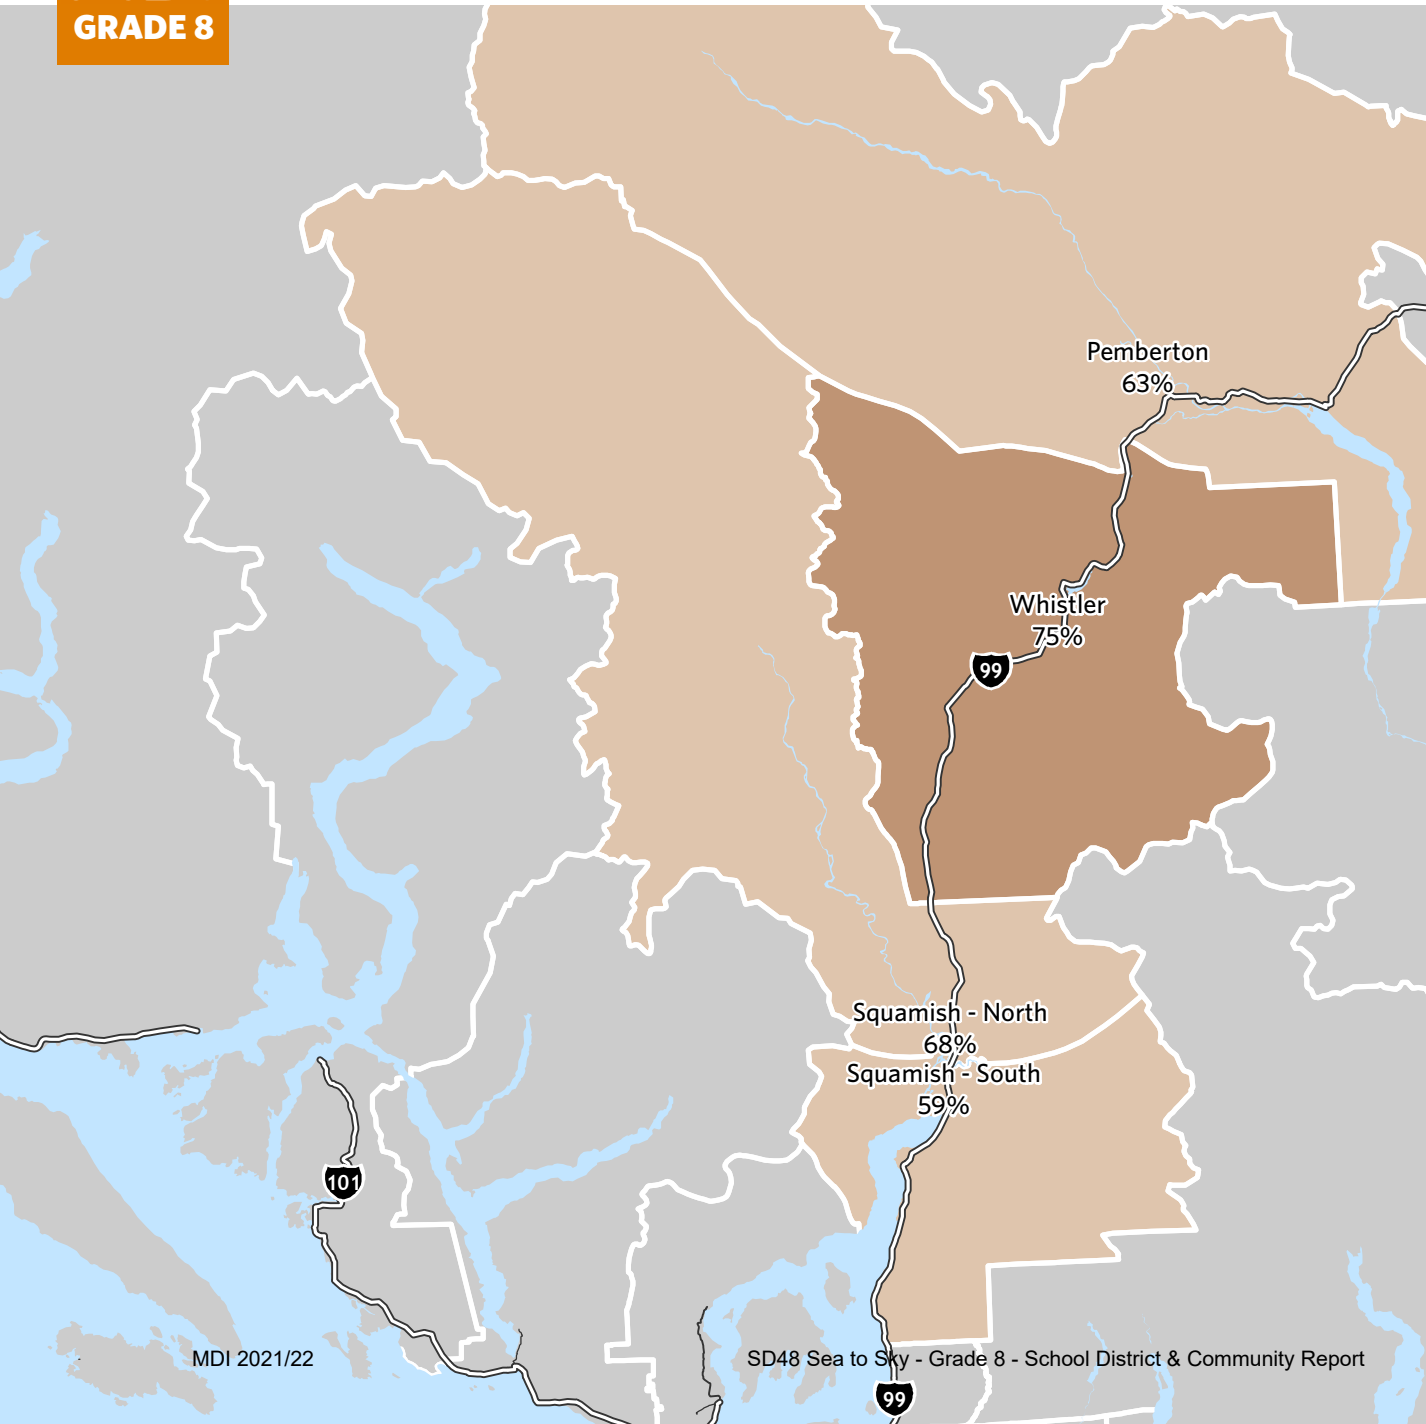 GRADE 8
Pemberton
63%
Whistler
75%
99
Squamish - North
68%
Squamish - South
59%
101
MDI 2021/22
SD48 Sea to Sky - Grade 8 - School District & Community Report
99